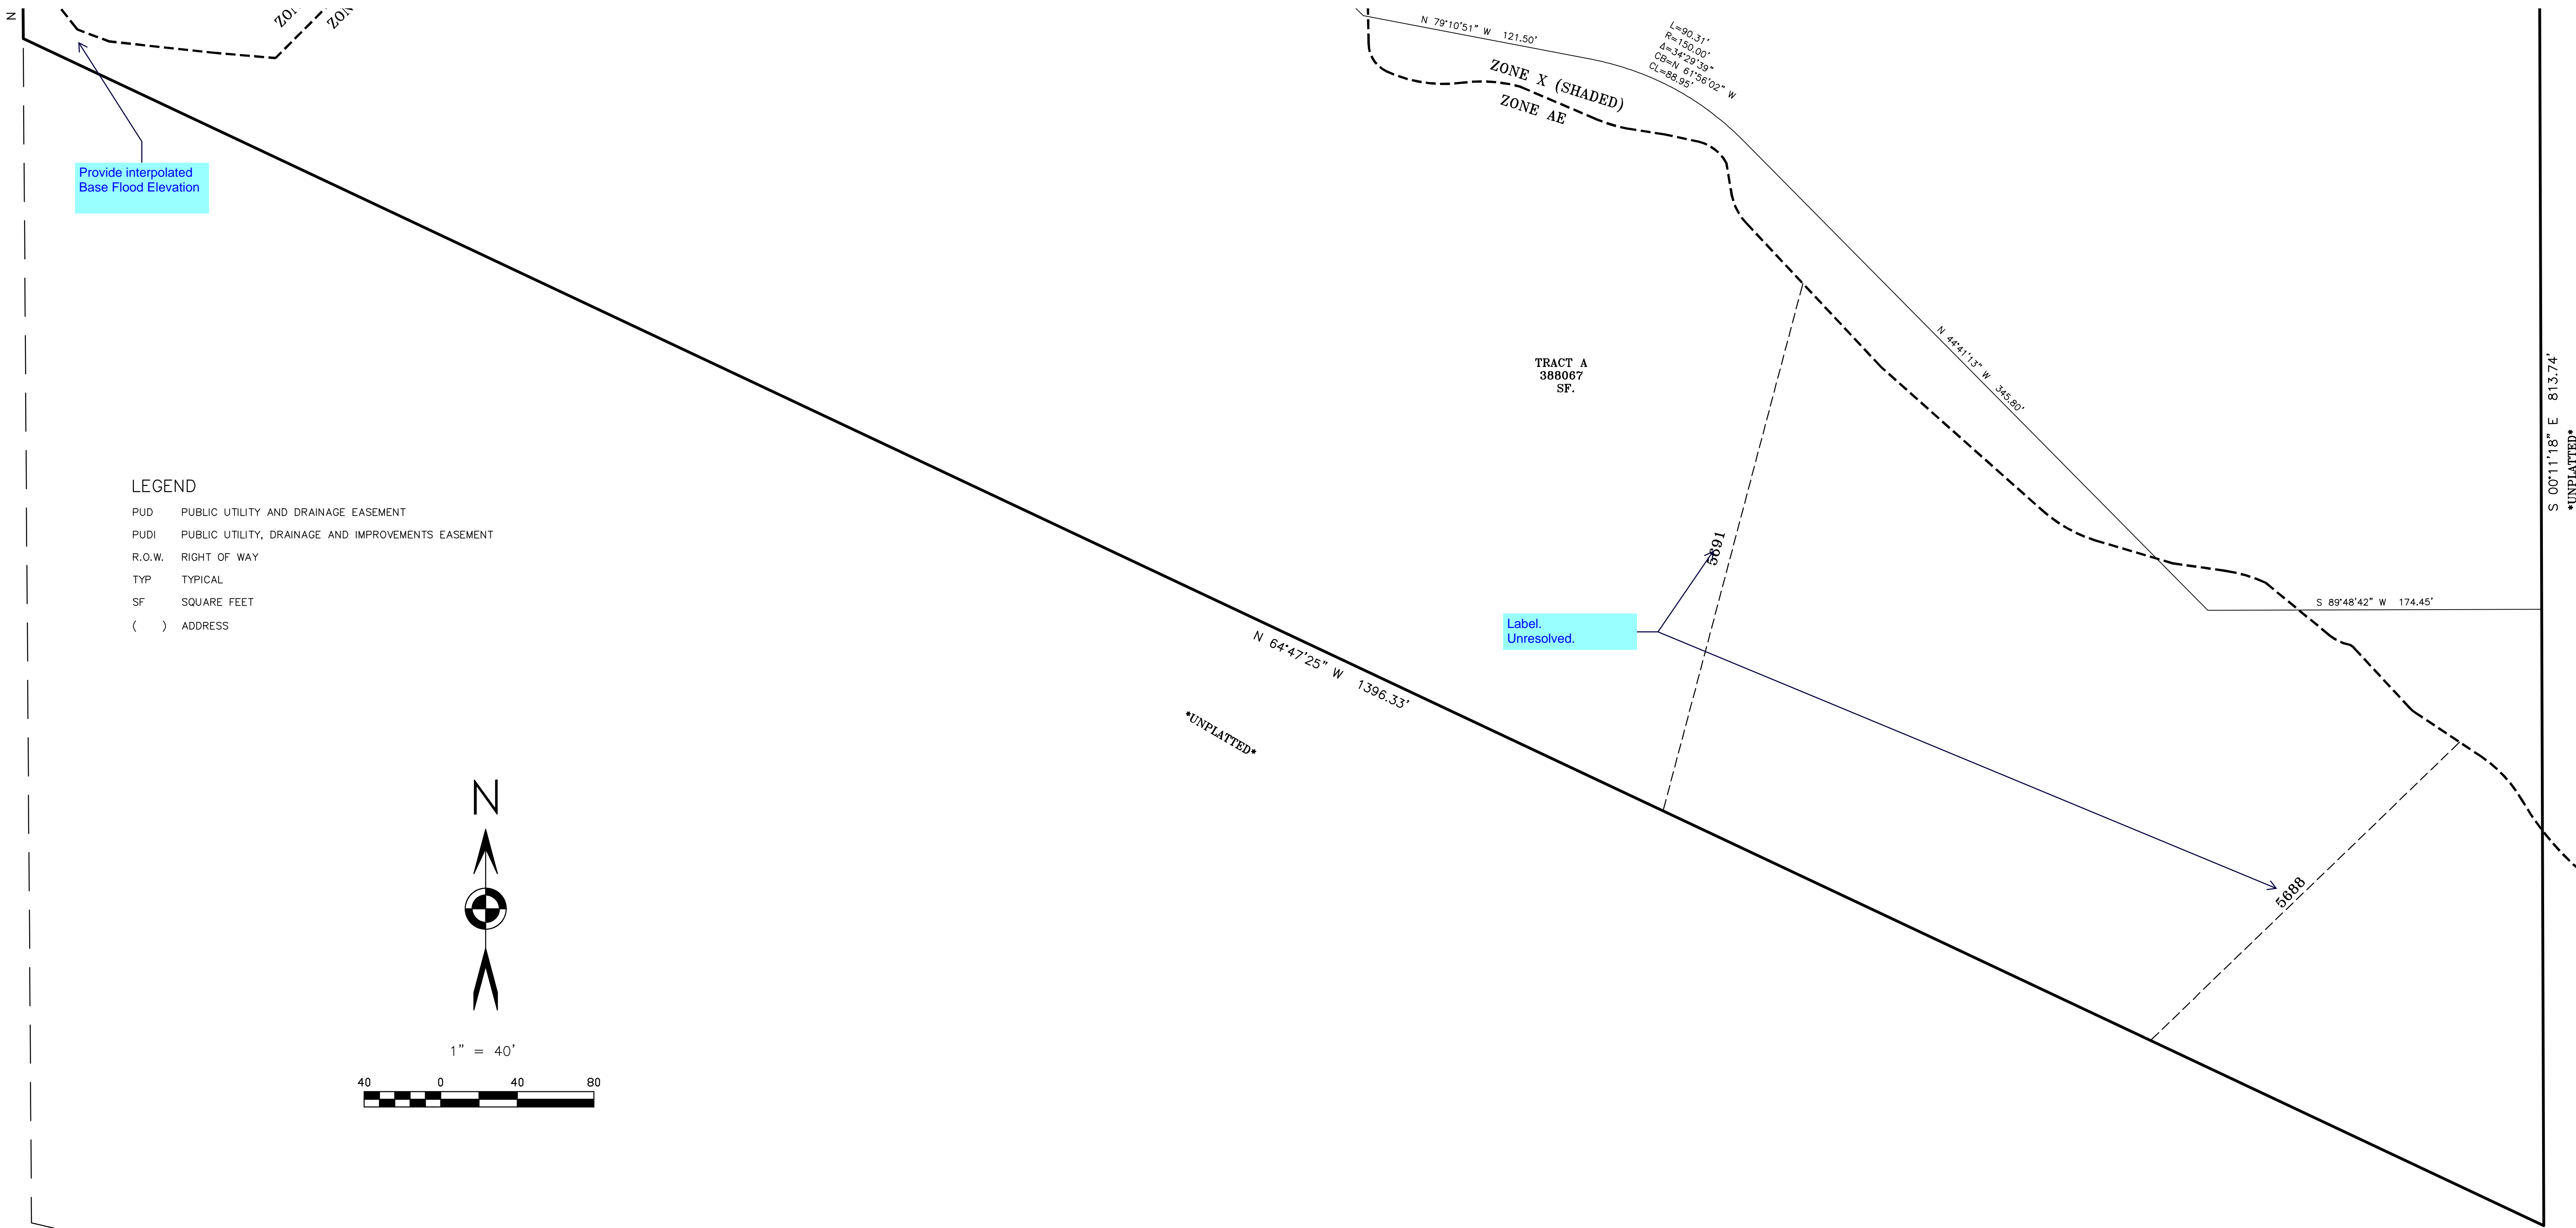 N
N 79°10'51" W 121.50'
L=90.31'
R=150.00'
Δ=34°29'39"
CB=N 61°56'02" W
CL=88.95'
ZONE X (SHADED)
ZONE AE
Provide interpolated
Base Flood Elevation
N 44°41'13" W 345.80'
S 00°11'18" E 813.74'
*UNPLATTED*
TRACT A
388067
SF.
LEGEND
PUD PUBLIC UTILITY AND DRAINAGE EASEMENT
PUDI PUBLIC UTILITY, DRAINAGE AND IMPROVEMENTS EASEMENT
R.O.W. RIGHT OF WAY
TYP TYPICAL
SF SQUARE FEET
( ) ADDRESS
5691
Label.
Unresolved.
S 89°48'42" W 174.45'
N 64°47'25" W 1396.33'
*UNPLATTED*
5688
N
1" = 40'
40 0 40 80